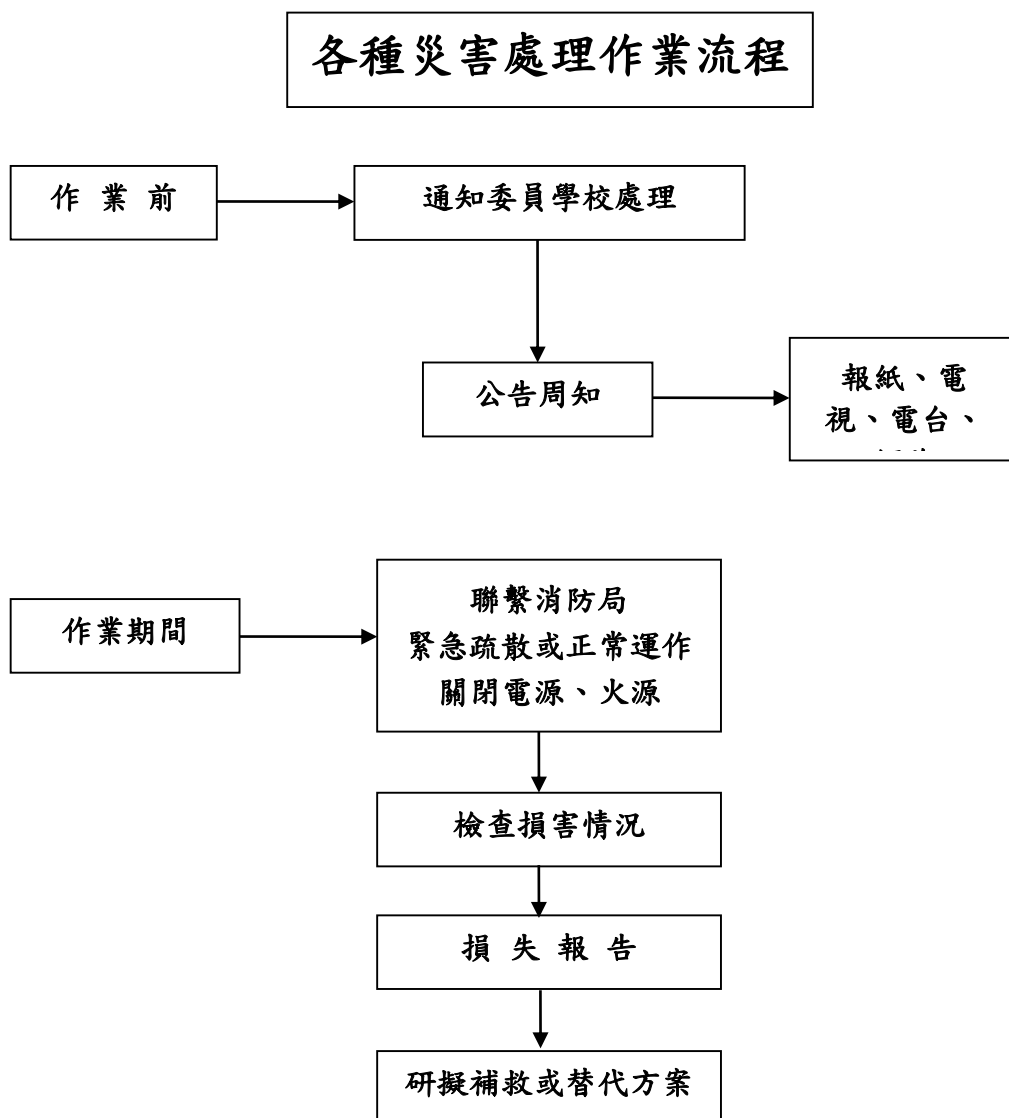 各種災害處理作業流程
作業前
通知委員學校處理
公告周知
報紙、電
視、電台、
作業期間
聯繫消防局
緊急疏散或正常運作
關閉電源、火源
檢查損害情況
損失報告
研擬補救或替代方案